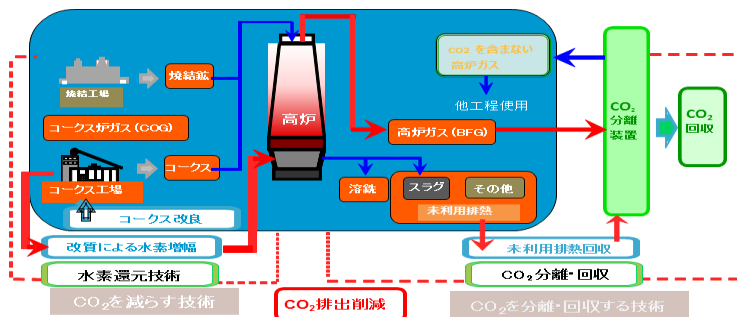 焼結工場
焼結鉱
コークス炉ガス(COG)
コークス工場
コークス
コークス改良
高炉
CO₂を含まない
高炉ガス
他工程使用
高炉ガス(BFG)
溶銑
スラグ
その他
未利用排熱
CO₂
分離
装置
CO₂
回収
改質による水素増幅
未利用排熱回収
水素還元技術
CO₂分離・回収
CO₂を減らす技術
CO₂排出削減
CO₂を分離・回収する技術